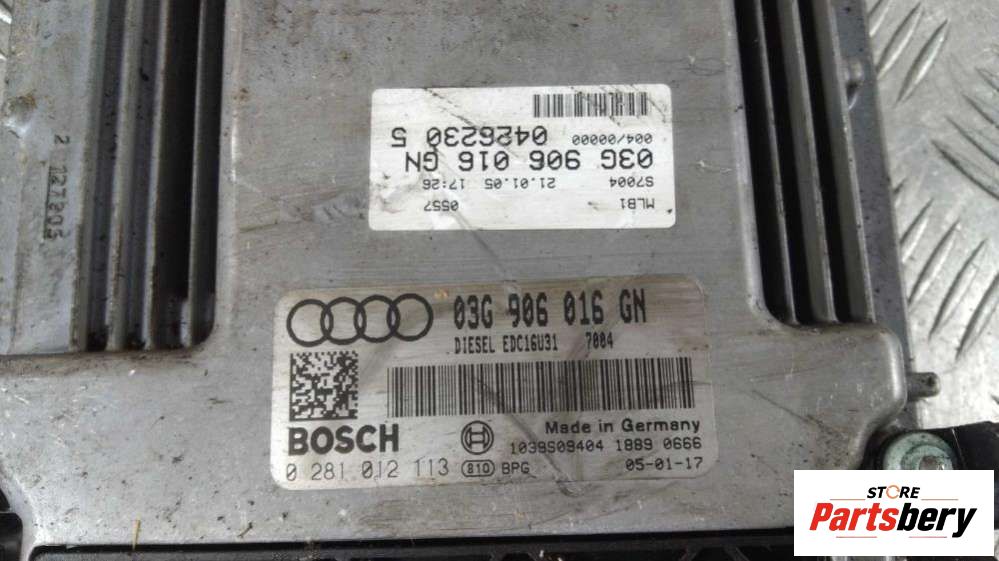 MLB1 0557
S7004 21.01.05 17:26
03G 906 016 GN
004/00000 0426230 5
03G 906 016 GN
DIESEL EDC16U31 7004
BOSCH
Made in Germany
1039S09404 1889 0666
0 281 012 113 810 BPG 05-01-17
STORE
Partsbery